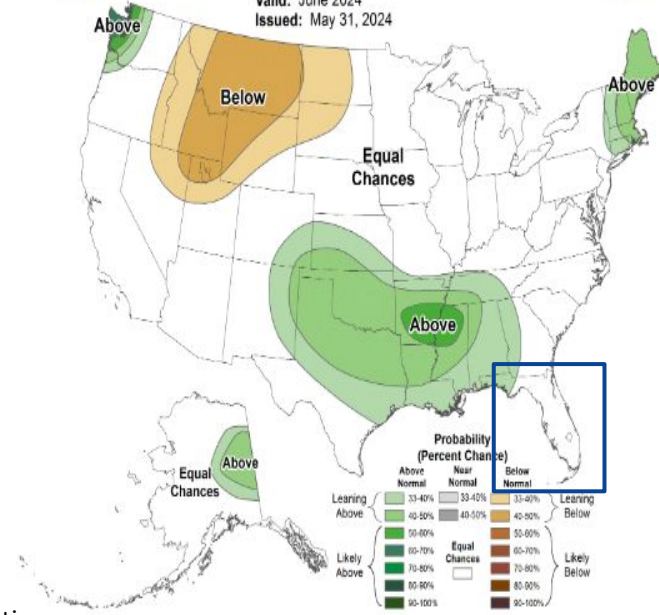 Valid: June 2024
Issued: May 31, 2024
Above
Below
Above
Equal
Chances
Above
Equal
Chances
Above
Probability
(Percent Chance)
Above
Normal
Near
Normal
Below
Normal
Leaning
Above
33-40%
33-40%
33-40%
Leaning
Below
40-50%
40-50%
40-50%
Likely
Above
50-60%
60-70%
70-80%
80-90%
90-100%
Equal
Chances
50-60%
60-70%
70-80%
80-90%
90-100%
Likely
Below